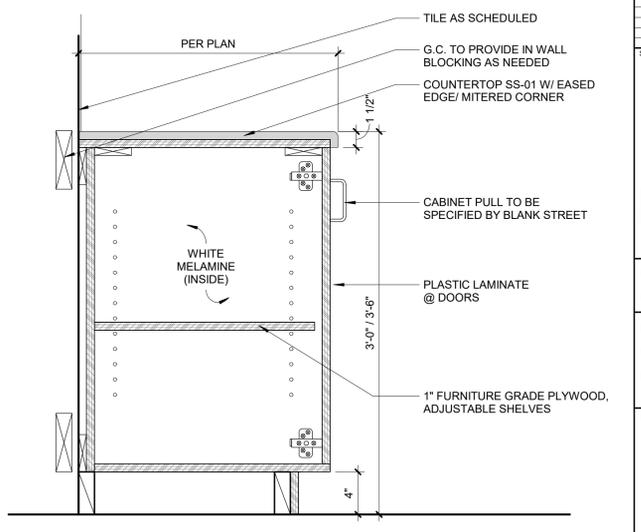 TILE AS SCHEDULED
PER PLAN
G.C. TO PROVIDE IN WALL
BLOCKING AS NEEDED
COUNTERTOP SS-01 W/ EASED
EDGE/ MITERED CORNER
1 1/2"
CABINET PULL TO BE
SPECIFIED BY BLANK STREET
WHITE
MELAMINE
(INSIDE)
PLASTIC LAMINATE
@ DOORS
3'-0" / 3'-6"
1" FURNITURE GRADE PLYWOOD,
ADJUSTABLE SHELVES
4"